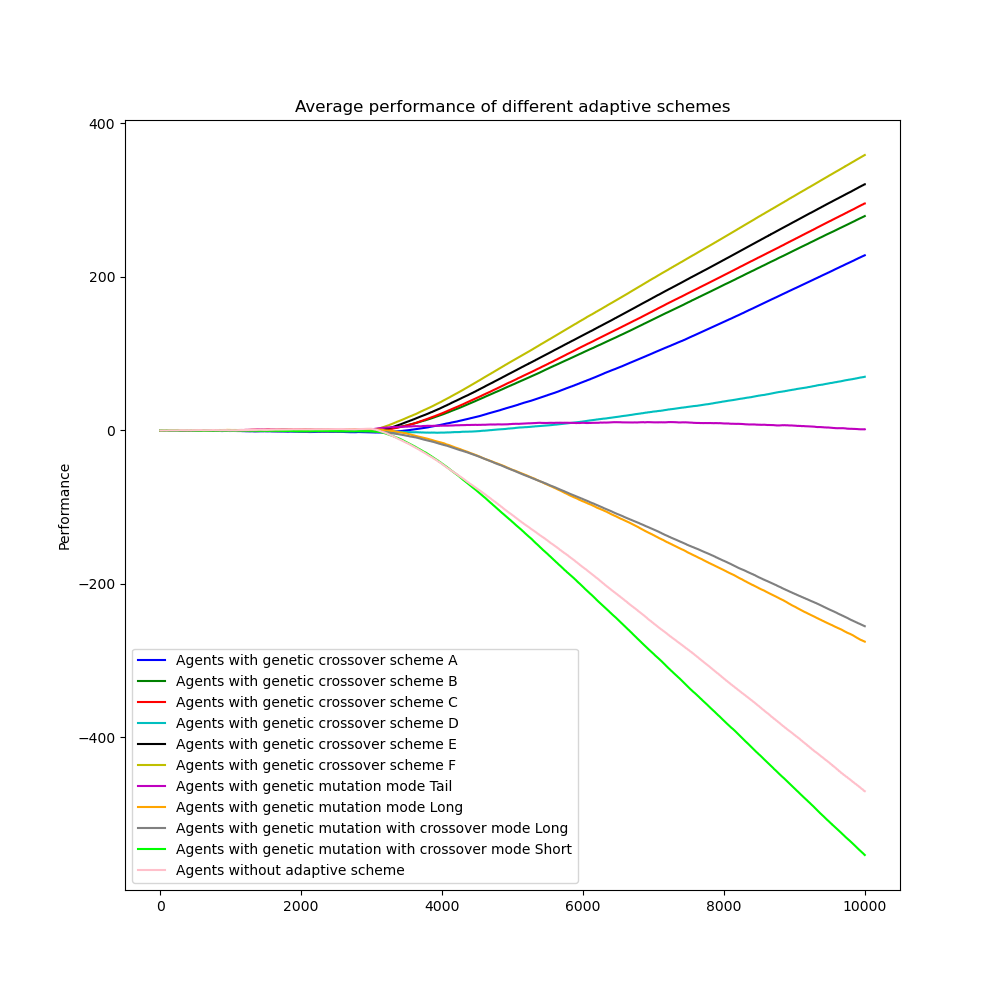 Average performance of different adaptive schemes
400
200
0
−200
−400
Performance
Agents with genetic crossover scheme A
Agents with genetic crossover scheme B
Agents with genetic crossover scheme C
Agents with genetic crossover scheme D
Agents with genetic crossover scheme E
Agents with genetic crossover scheme F
Agents with genetic mutation mode Tail
Agents with genetic mutation mode Long
Agents with genetic mutation with crossover mode Long
Agents with genetic mutation with crossover mode Short
Agents without adaptive scheme
0 2000 4000 6000 8000 10000